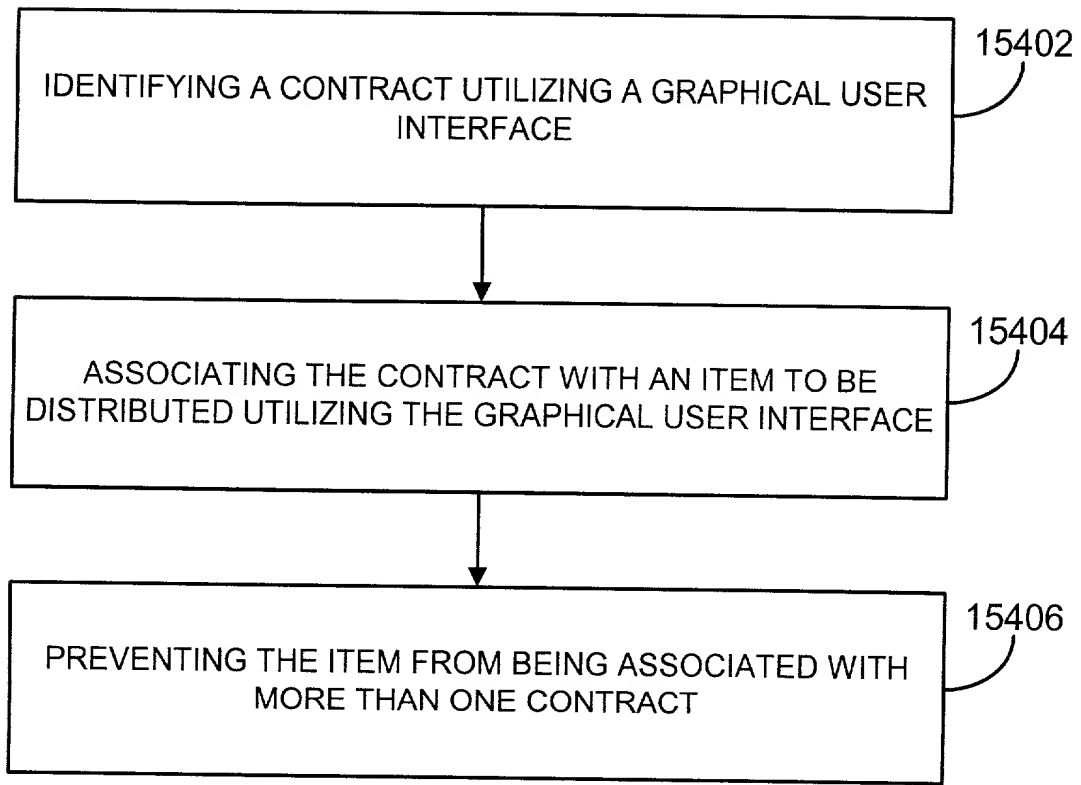 15402
IDENTIFYING A CONTRACT UTILIZING A GRAPHICAL USER
INTERFACE
15404
ASSOCIATING THE CONTRACT WITH AN ITEM TO BE
DISTRIBUTED UTILIZING THE GRAPHICAL USER INTERFACE
15406
PREVENTING THE ITEM FROM BEING ASSOCIATED WITH
MORE THAN ONE CONTRACT